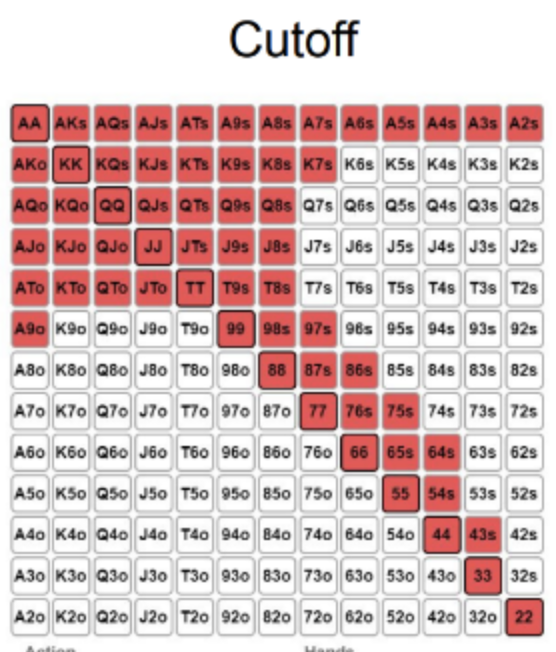 Cutoff
AA AKs AQs AJs ATs A9s A8s A7s A6s A5s A4s A3s A2s
AKo KK KQs KJs KTs K9s K8s K7s K6s K5s K4s K3s K2s
AQo KQo QQ QJs QTs Q9s Q8s Q7s Q6s Q5s Q4s Q3s Q2s
AJo KJo QJo JJ JTs J9s J8s J7s J6s J5s J4s J3s J2s
ATo KTo QTo JTo TT T9s T8s T7s T6s T5s T4s T3s T2s
A9o K9o Q9o J9o T9o 99 98s 97s 96s 95s 94s 93s 92s
A8o K8o Q8o J8o T8o 98o 88 87s 86s 85s 84s 83s 82s
A7o K7o Q7o J7o T7o 97o 87o 77 76s 75s 74s 73s 72s
A6o K6o Q6o J6o T6o 96o 86o 76o 66 65s 64s 63s 62s
A5o K5o Q5o J5o T5o 95o 85o 75o 65o 55 54s 53s 52s
A4o K4o Q4o J4o T4o 94o 84o 74o 64o 54o 44 43s 42s
A3o K3o Q3o J3o T3o 93o 83o 73o 63o 53o 43o 33 32s
A2o K2o Q2o J2o T2o 92o 82o 72o 62o 52o 42o 32o 22
Action Hands